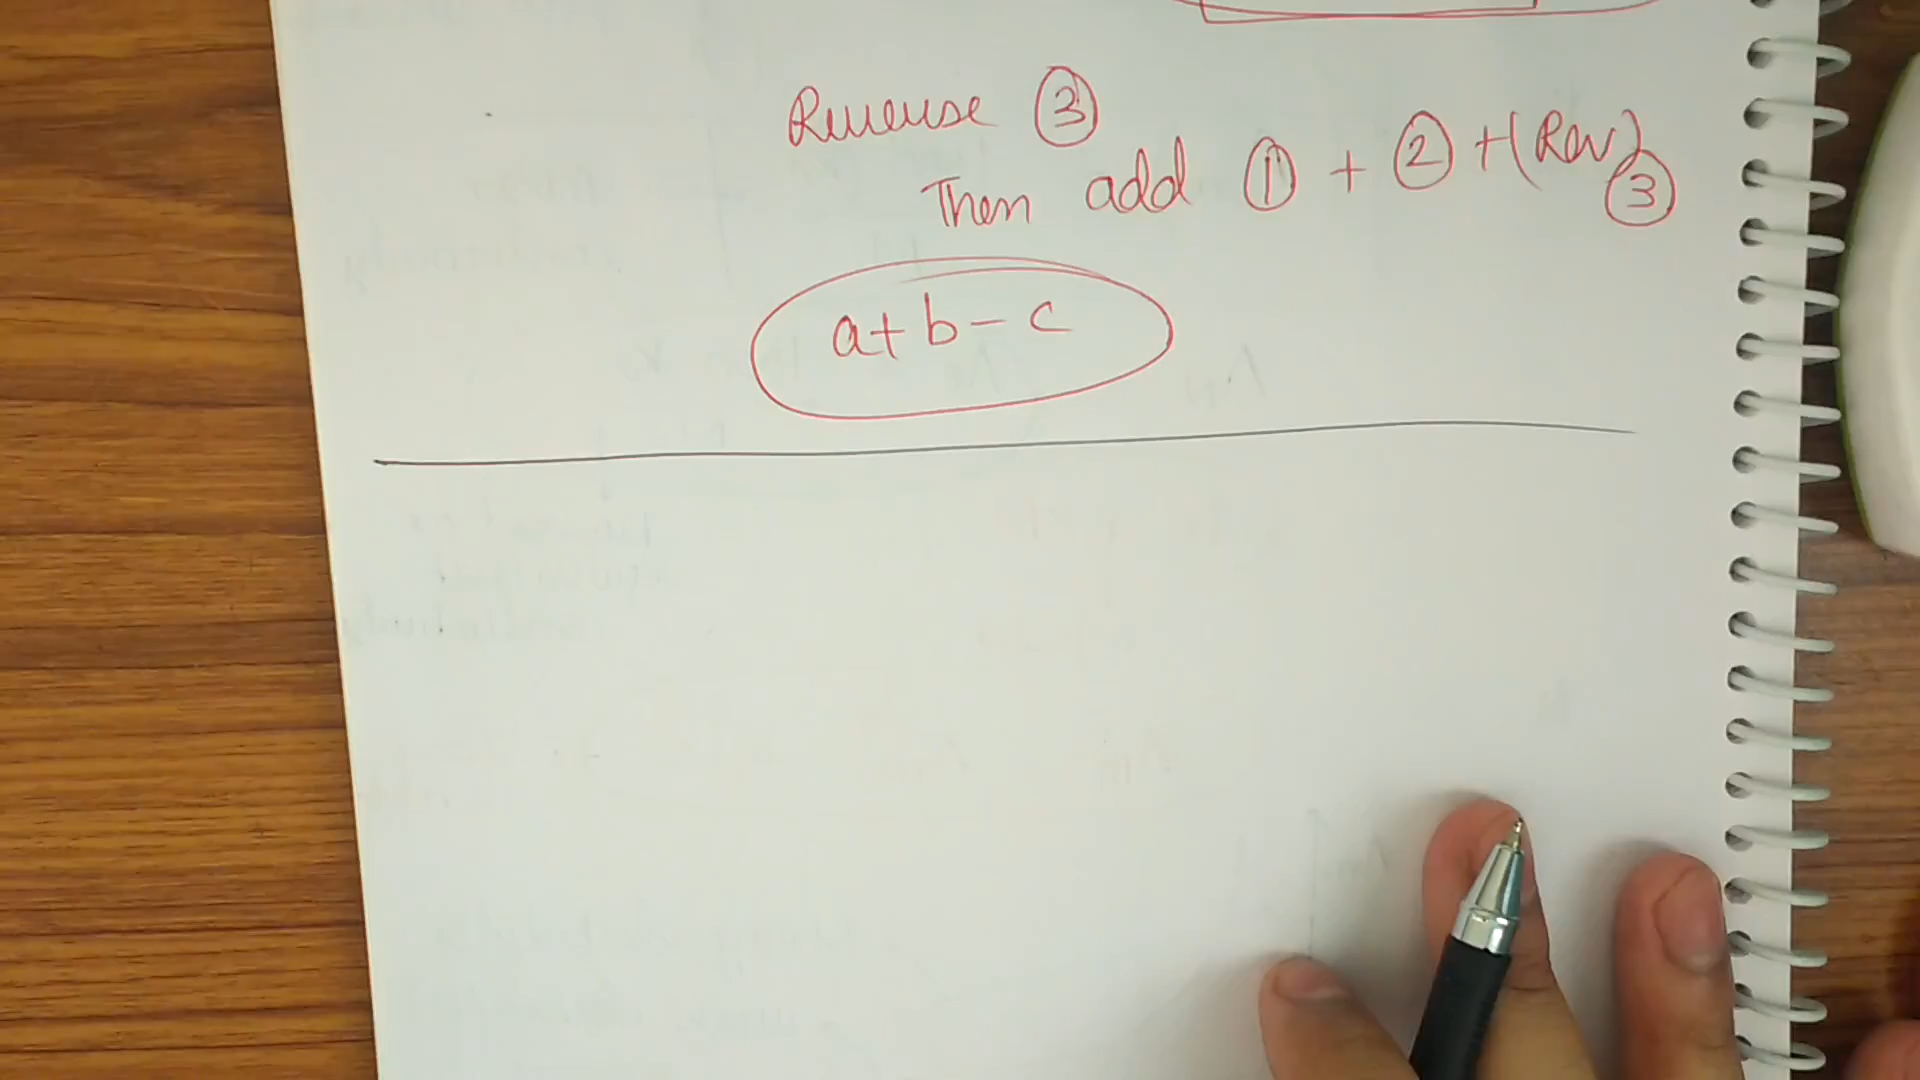 Reverse ③
Then add ① + ② + (Rev) ③
a + b - c